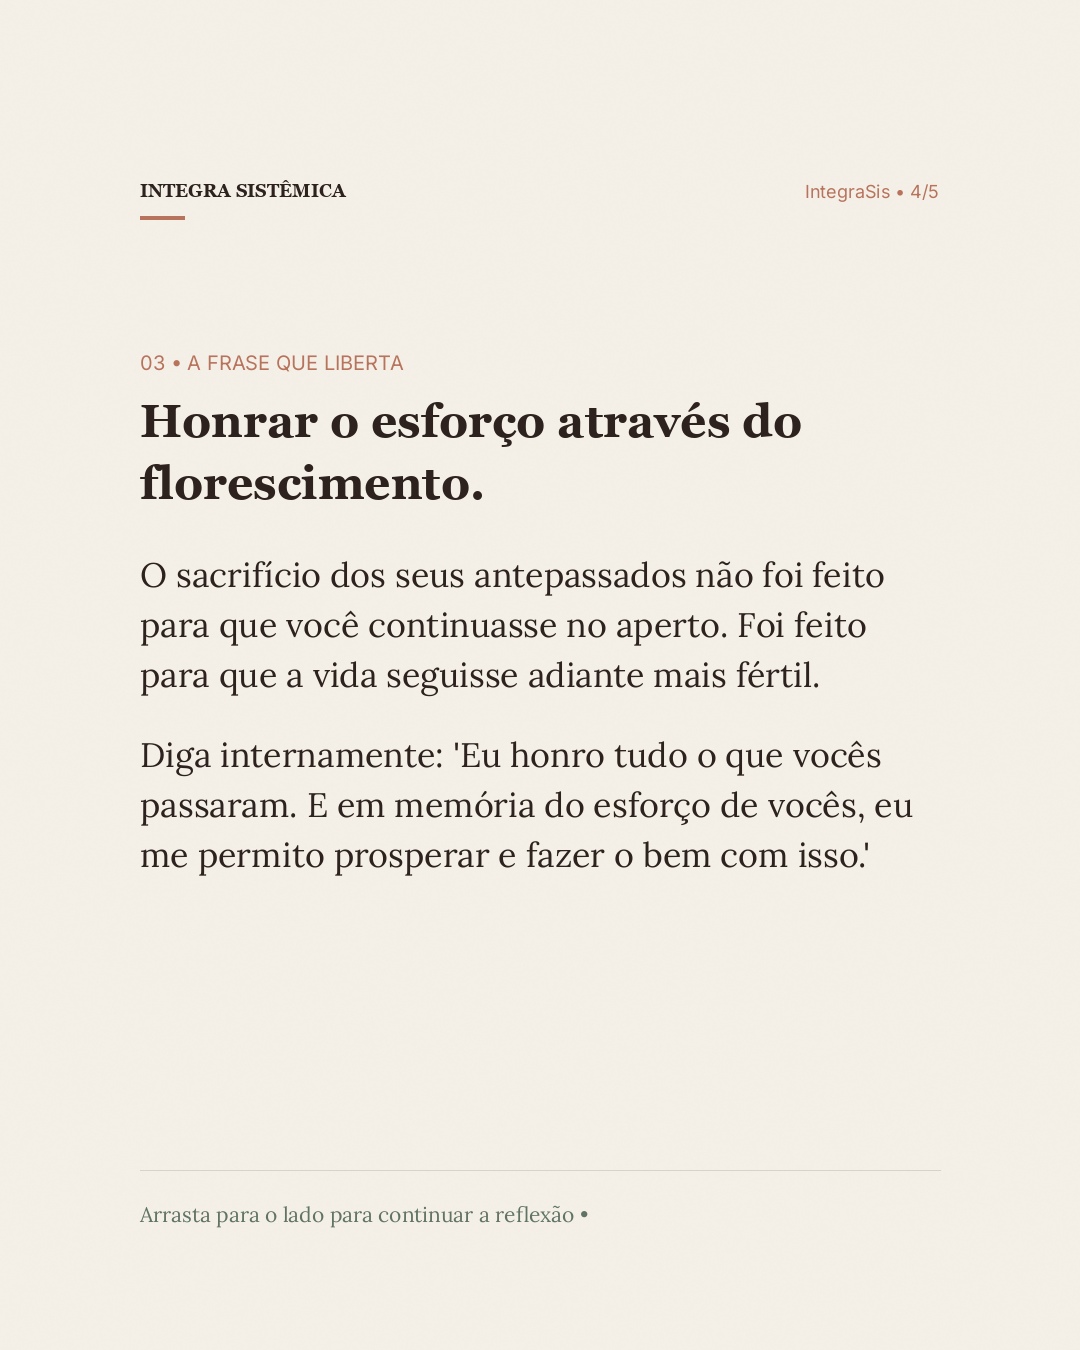 INTEGRA SISTÊMICA
IntegraSis • 4/5
03 • A FRASE QUE LIBERTA
Honrar o esforço através do
florescimento.
O sacrifício dos seus antepassados não foi feito
para que você continuasse no aperto. Foi feito
para que a vida seguisse adiante mais fértil.
Diga internamente: 'Eu honro tudo o que vocês
passaram. E em memória do esforço de vocês, eu
me permito prosperar e fazer o bem com isso.'
Arrasta para o lado para continuar a reflexão •